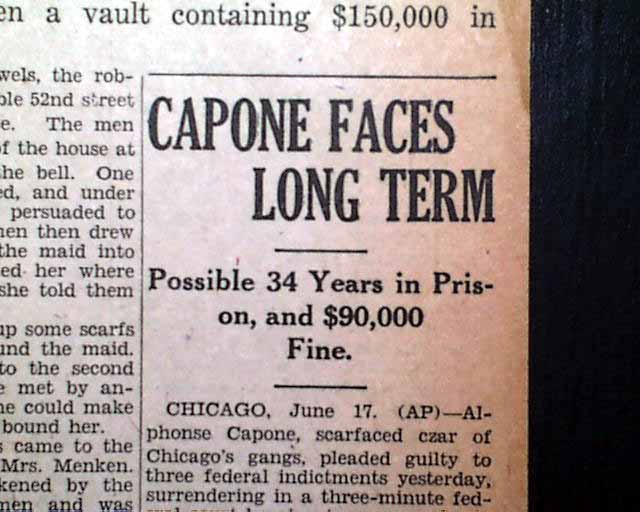 en a vault containing $150,000 in
wels, the rob-
ple 52nd street
e. The men
of the house at
he bell. One
ed, and under
persuaded to
men then drew
the maid into
ed her where
she told them
up some scarfs
und the maid.
to the second
e met by an-
he could make
bound her.
s came to the
Mrs. Menken.
kened by the
men and was
CAPONE FACES
LONG TERM
Possible 34 Years in Pris-
on, and $90,000
Fine.
CHICAGO, June 17. (AP)—Al-
phonse Capone, scarfaced czar of
Chicago's gangs, pleaded guilty to
three federal indictments yesterday,
surrendering in a three-minute fed-